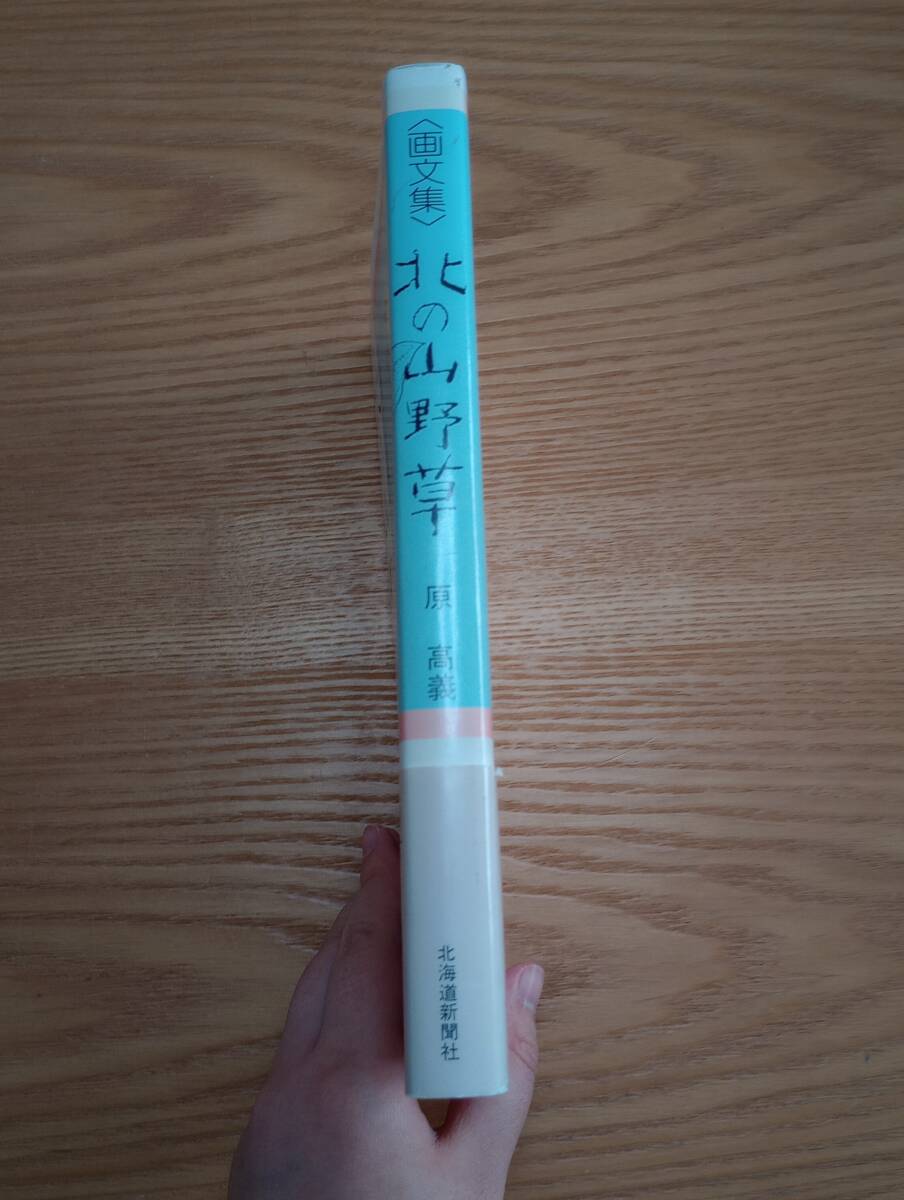 〈画文集〉
北の山野草
原 高義
北海道新聞社